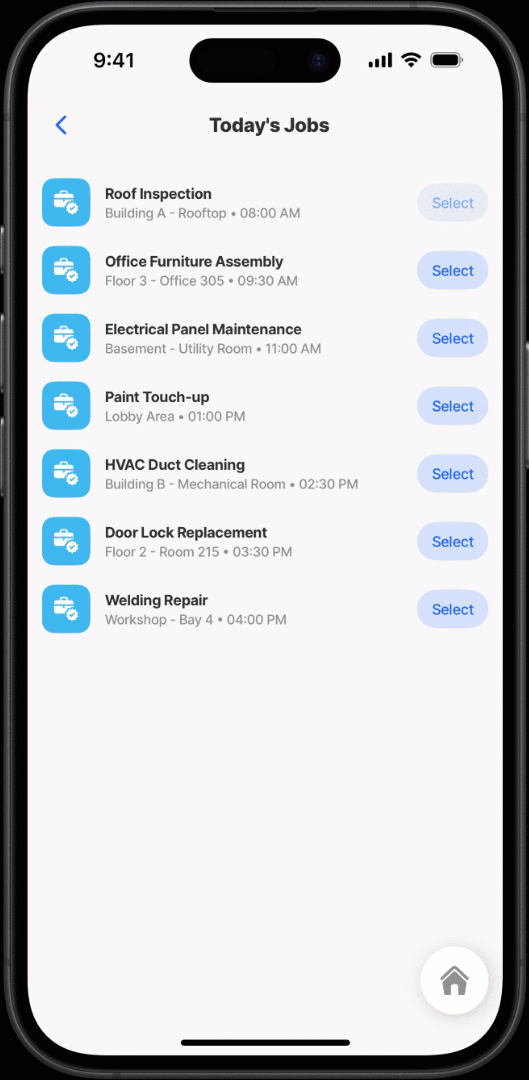 9:41
Today's Jobs
Roof Inspection
Building A - Rooftop • 08:00 AM
Select
Office Furniture Assembly
Floor 3 - Office 305 • 09:30 AM
Select
Electrical Panel Maintenance
Basement - Utility Room • 11:00 AM
Select
Paint Touch-up
Lobby Area • 01:00 PM
Select
HVAC Duct Cleaning
Building B - Mechanical Room • 02:30 PM
Select
Door Lock Replacement
Floor 2 - Room 215 • 03:30 PM
Select
Welding Repair
Workshop - Bay 4 • 04:00 PM
Select